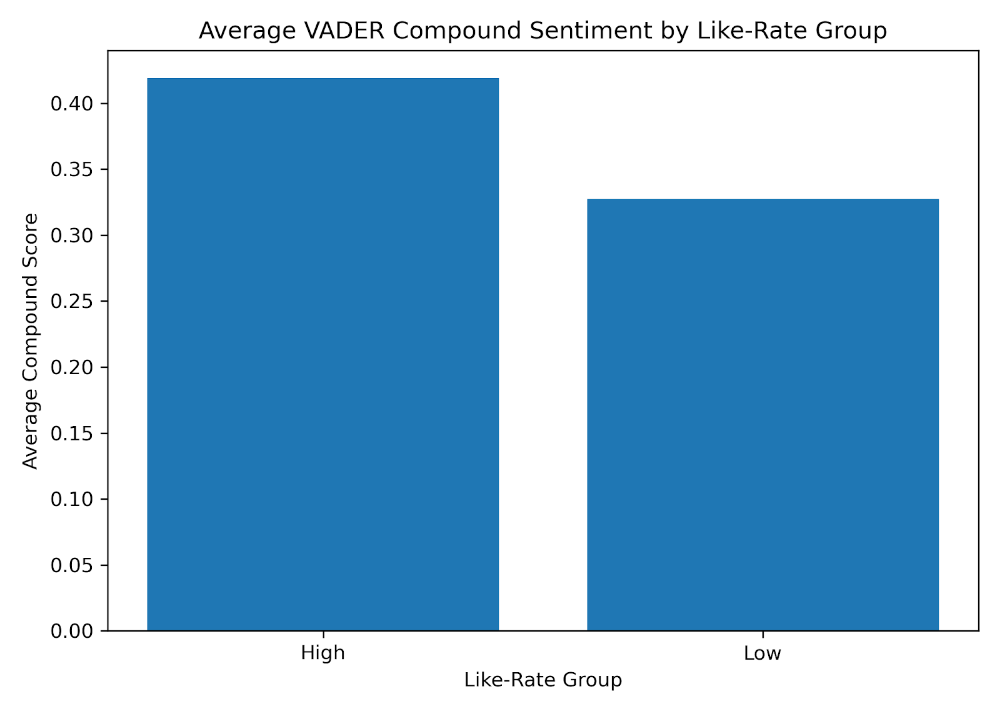 Average VADER Compound Sentiment by Like-Rate Group
Average Compound Score
0.40
0.35
0.30
0.25
0.20
0.15
0.10
0.05
0.00
High
Low
Like-Rate Group